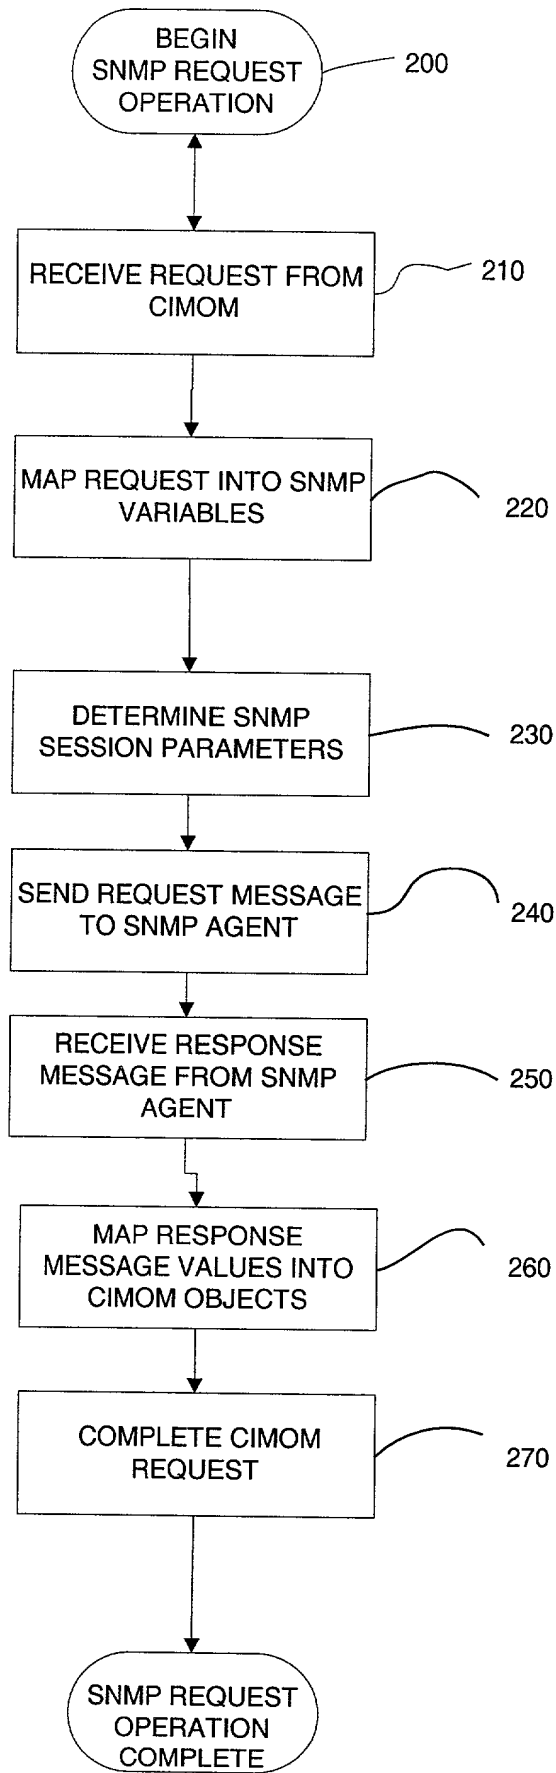 BEGIN
SNMP REQUEST
OPERATION
200
RECEIVE REQUEST FROM
CIMOM
210
MAP REQUEST INTO SNMP
VARIABLES
220
DETERMINE SNMP
SESSION PARAMETERS
230
SEND REQUEST MESSAGE
TO SNMP AGENT
240
RECEIVE RESPONSE
MESSAGE FROM SNMP
AGENT
250
MAP RESPONSE
MESSAGE VALUES INTO
CIMOM OBJECTS
260
COMPLETE CIMOM
REQUEST
270
SNMP REQUEST
OPERATION
COMPLETE